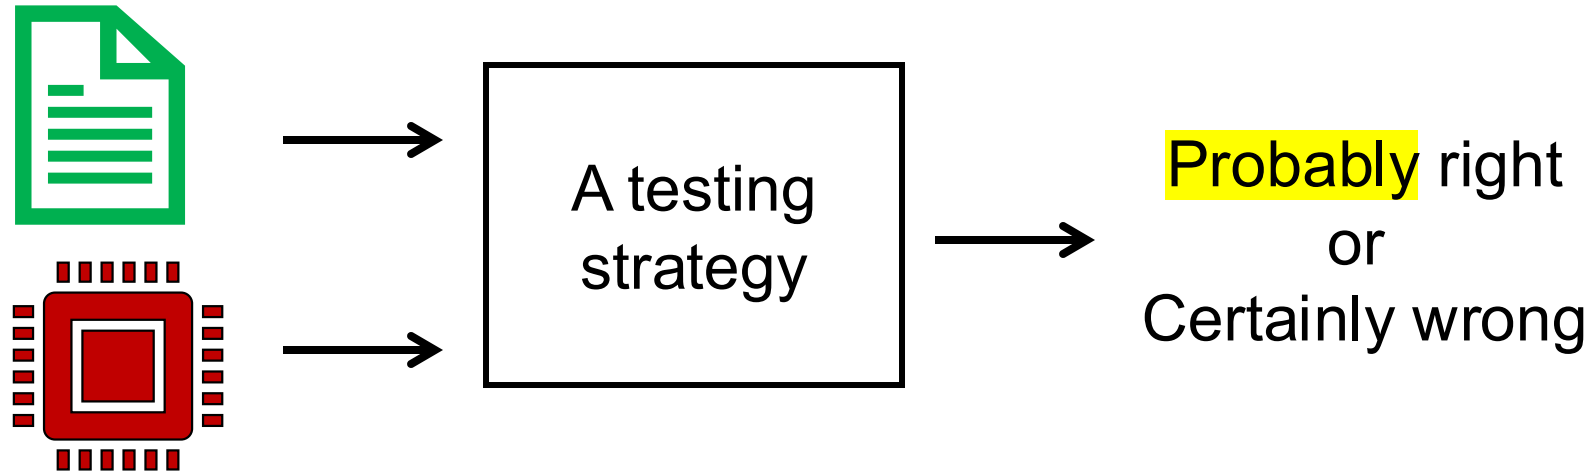 A testing
strategy
Probably right
or
Certainly wrong